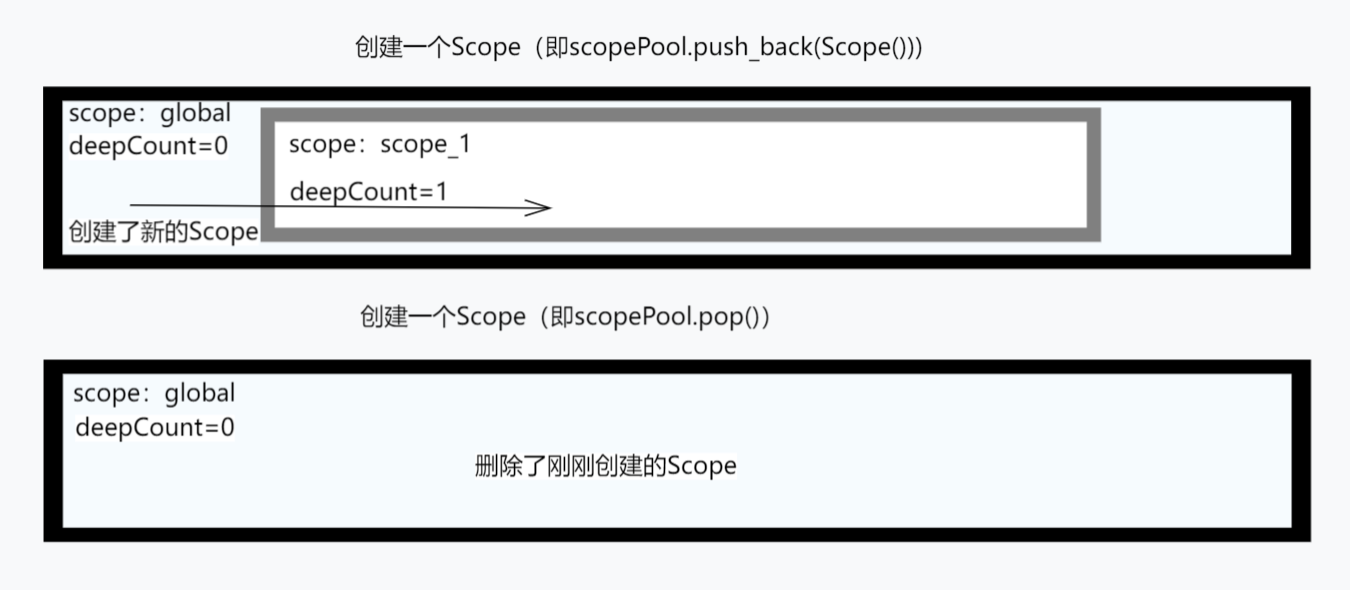 创建一个Scope（即scopePool.push_back(Scope()))
scope：global
deepCount=0
scope：scope_1
deepCount=1
创建了新的Scope
创建一个Scope（即scopePool.pop())
scope：global
deepCount=0
删除了刚刚创建的Scope